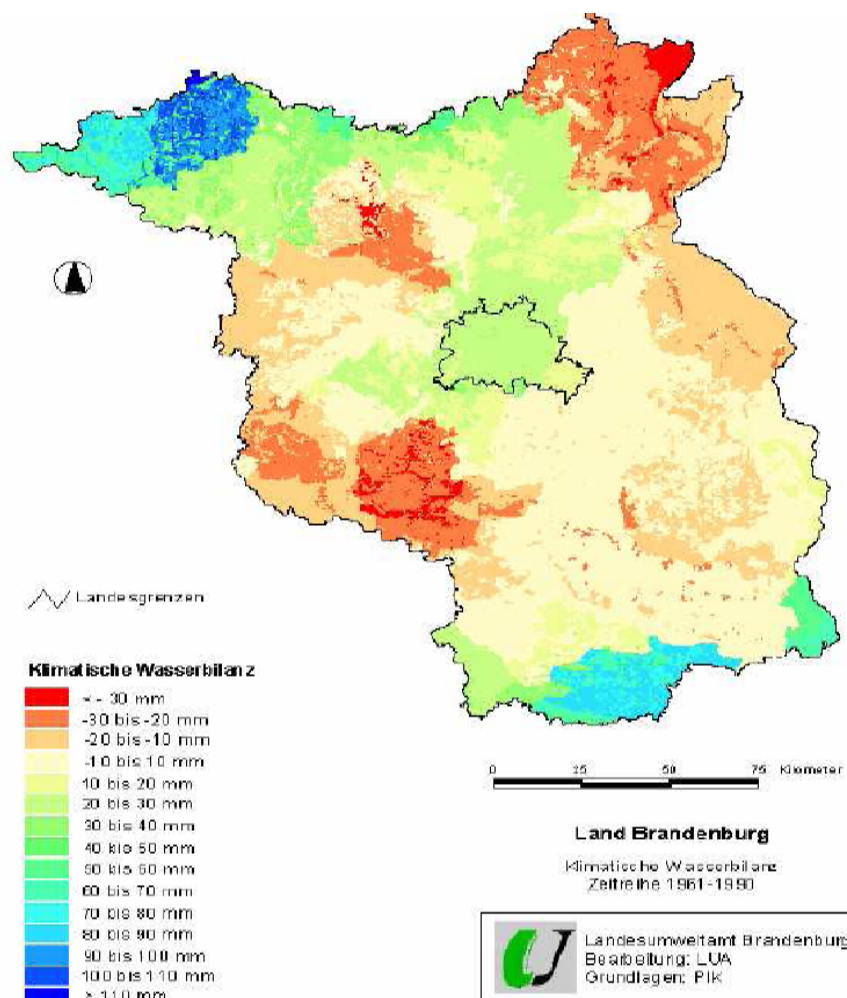 Landesgrenzen
Klimatische Wasserbilanz
< - 30 mm
-30 bis -20 mm
-20 bis -10 mm
-10 bis 10 mm
10 bis 20 mm
20 bis 30 mm
30 bis 40 mm
40 bis 50 mm
50 bis 60 mm
60 bis 70 mm
70 bis 80 mm
80 bis 90 mm
90 bis 100 mm
100 bis 110 mm
> 110 mm
0 25 50 75 Kilometer
Land Brandenburg
Klimatische Wasserbilanz
Zeitreihe 1961-1990
Landesumweltamt Brandenburg
Bearbeitung: LUA
Grundlagen: PIK